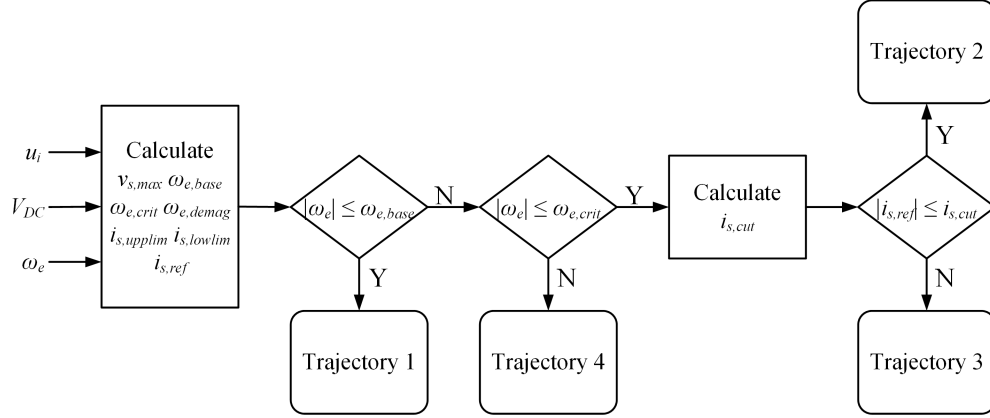 u_i
V_DC
ω_e
Calculate
v_s,max ω_e,base
ω_e,crit ω_e,demag
i_s,upplim i_s,lowlim
i_s,ref
|ω_e| ≤ ω_e,base
N
Y
Trajectory 1
|ω_e| ≤ ω_e,crit
Y
N
Trajectory 4
Calculate
i_s,cut
|i_s,ref| ≤ i_s,cut
Y
Trajectory 2
N
Trajectory 3